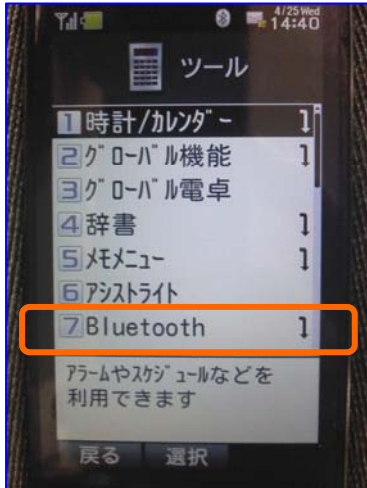 4/25 Wed
14:40
ツール
1 時計/ｶﾚﾝﾀﾞｰ
2 ｸﾞﾛｰﾊﾞﾙ機能
3 ｸﾞﾛｰﾊﾞﾙ電卓
4 辞書
5 ﾒﾓﾒﾆｭｰ
6 ｱｼｽﾄﾗｲﾄ
7 Bluetooth
ｱﾗｰﾑやｽｹｼﾞｭｰﾙなどを
利用できます
戻る 選択